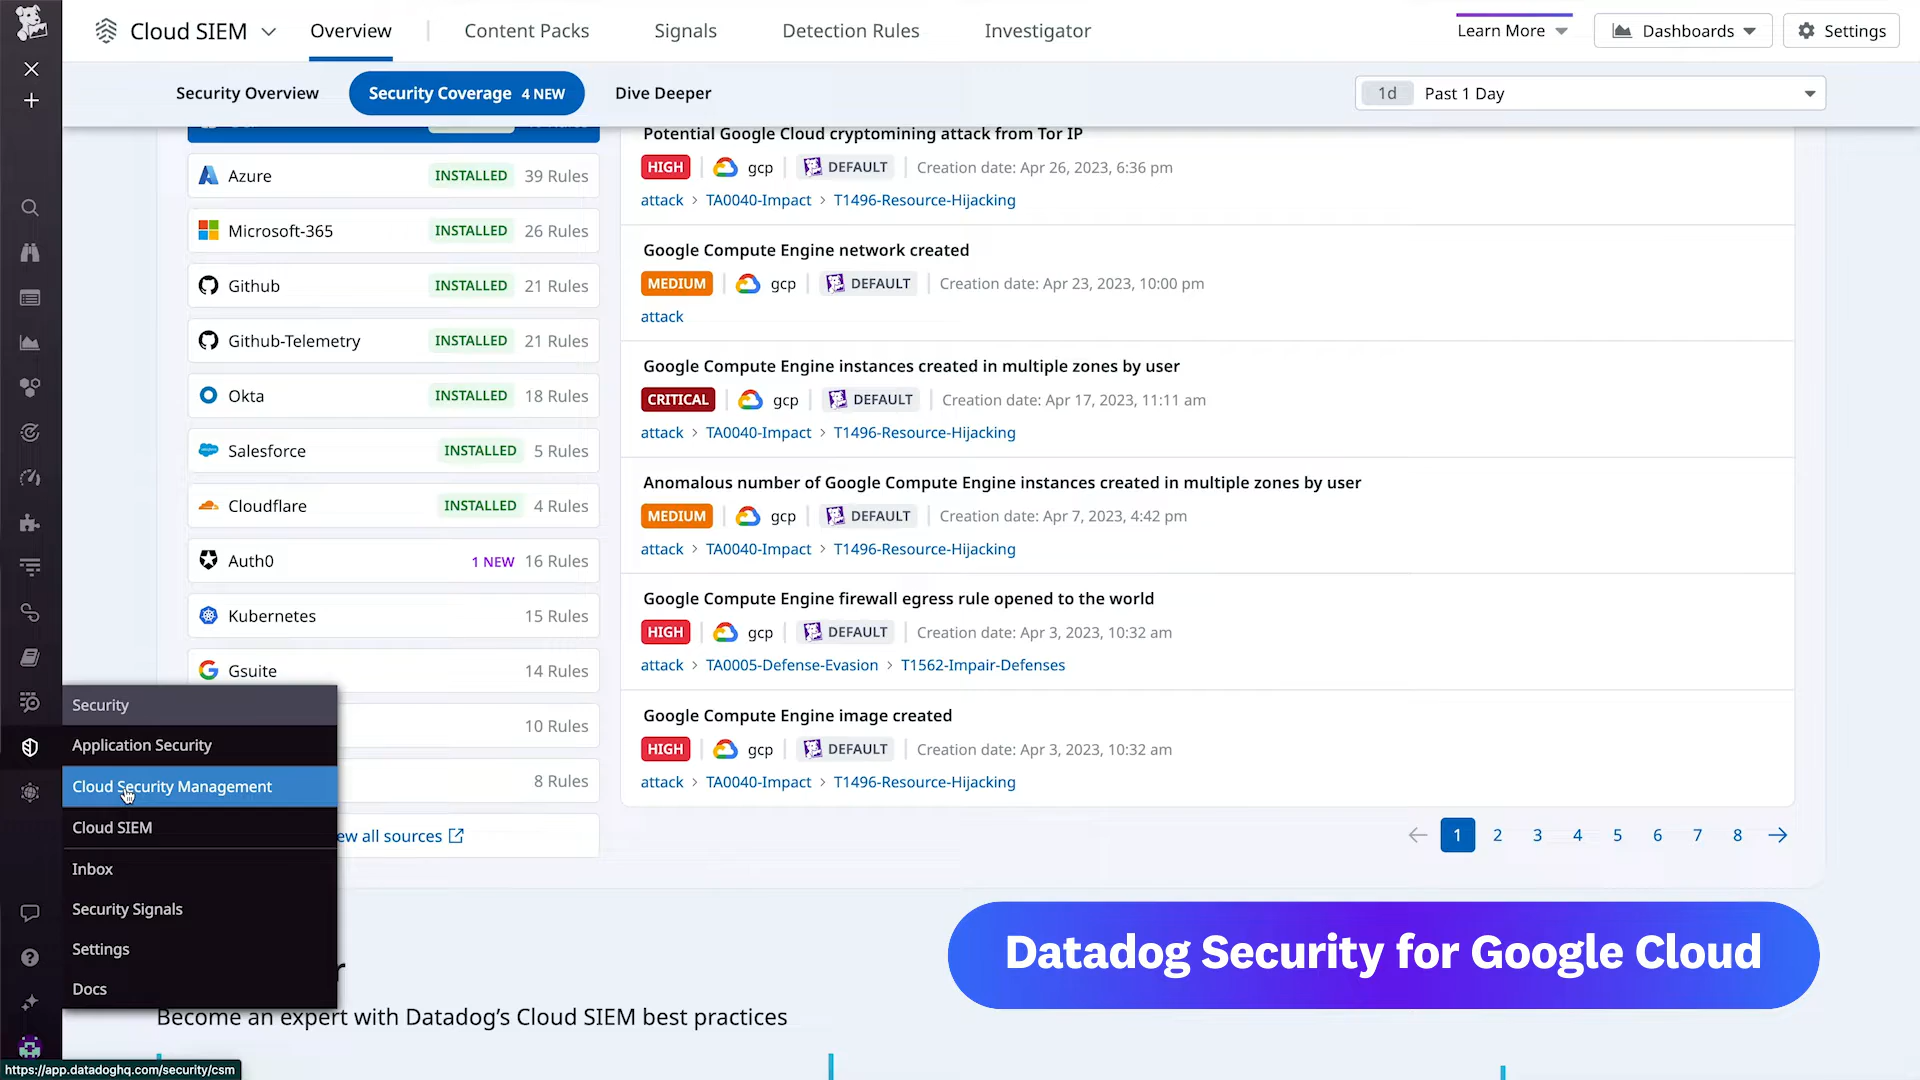 Cloud SIEM
Overview
Content Packs
Signals
Detection Rules
Investigator
Learn More
Dashboards
Settings
Security Overview
Security Coverage 4 NEW
Dive Deeper
1d Past 1 Day
Azure INSTALLED 39 Rules
Microsoft-365 INSTALLED 26 Rules
Github INSTALLED 21 Rules
Github-Telemetry INSTALLED 21 Rules
Okta INSTALLED 18 Rules
Salesforce INSTALLED 5 Rules
Cloudflare INSTALLED 4 Rules
Auth0 1 NEW 16 Rules
Kubernetes 15 Rules
Gsuite 14 Rules
10 Rules
8 Rules
ew all sources
Potential Google Cloud cryptomining attack from Tor IP
HIGH gcp DEFAULT Creation date: Apr 26, 2023, 6:36 pm
attack > TA0040-Impact > T1496-Resource-Hijacking
Google Compute Engine network created
MEDIUM gcp DEFAULT Creation date: Apr 23, 2023, 10:00 pm
attack
Google Compute Engine instances created in multiple zones by user
CRITICAL gcp DEFAULT Creation date: Apr 17, 2023, 11:11 am
attack > TA0040-Impact > T1496-Resource-Hijacking
Anomalous number of Google Compute Engine instances created in multiple zones by user
MEDIUM gcp DEFAULT Creation date: Apr 7, 2023, 4:42 pm
attack > TA0040-Impact > T1496-Resource-Hijacking
Google Compute Engine firewall egress rule opened to the world
HIGH gcp DEFAULT Creation date: Apr 3, 2023, 10:32 am
attack > TA0005-Defense-Evasion > T1562-Impair-Defenses
Google Compute Engine image created
HIGH gcp DEFAULT Creation date: Apr 3, 2023, 10:32 am
attack > TA0040-Impact > T1496-Resource-Hijacking
← 1 2 3 4 5 6 7 8 →
Security
Application Security
Cloud Security Management
Cloud SIEM
Inbox
Security Signals
Settings
Docs
Datadog Security for Google Cloud
Become an expert with Datadog's Cloud SIEM best practices
https://app.datadoghq.com/security/csm